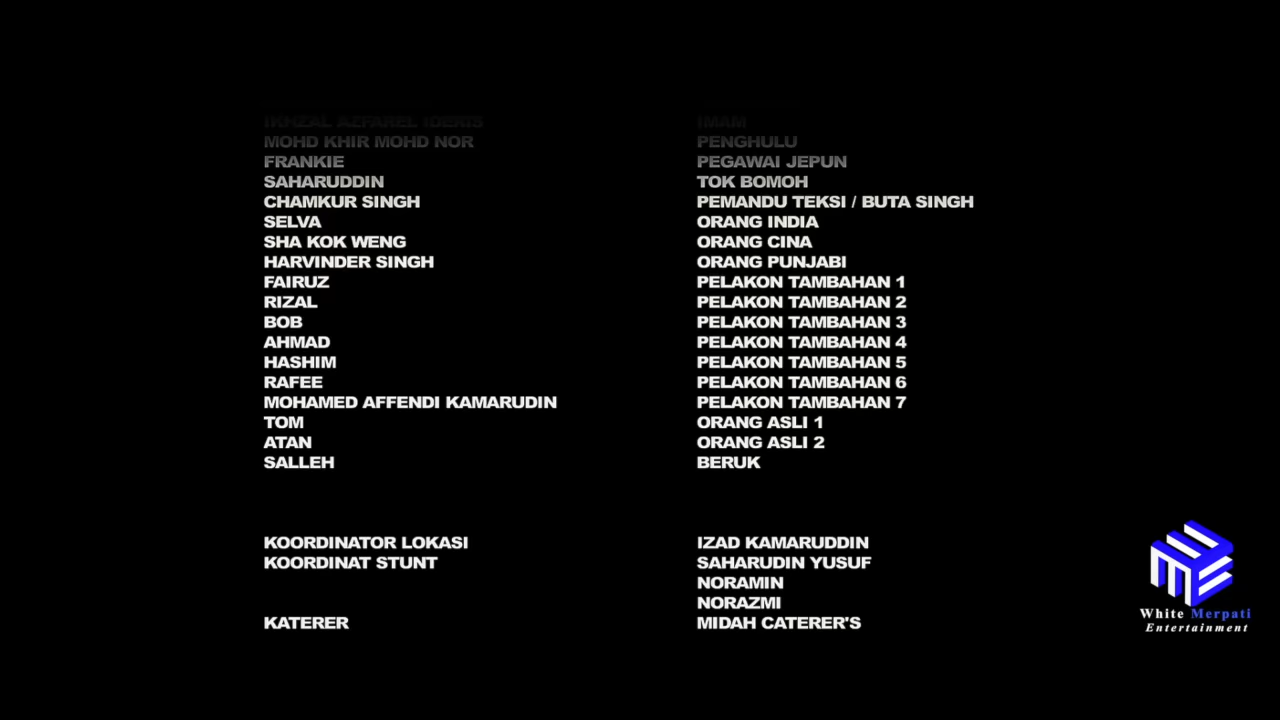 IKHZAL AZFAREL IDERIS IMAM
MOHD KHIR MOHD NOR PENGHULU
FRANKIE PEGAWAI JEPUN
SAHARUDDIN TOK BOMOH
CHAMKUR SINGH PEMANDU TEKSI / BUTA SINGH
SELVA ORANG INDIA
SHA KOK WENG ORANG CINA
HARVINDER SINGH ORANG PUNJABI
FAIRUZ PELAKON TAMBAHAN 1
RIZAL PELAKON TAMBAHAN 2
BOB PELAKON TAMBAHAN 3
AHMAD PELAKON TAMBAHAN 4
HASHIM PELAKON TAMBAHAN 5
RAFEE PELAKON TAMBAHAN 6
MOHAMED AFFENDI KAMARUDIN PELAKON TAMBAHAN 7
TOM ORANG ASLI 1
ATAN ORANG ASLI 2
SALLEH BERUK
KOORDINATOR LOKASI IZAD KAMARUDDIN
KOORDINAT STUNT SAHARUDIN YUSUF
NORAMIN
NORAZMI
KATERER MIDAH CATERER'S
White Merpati
Entertainment